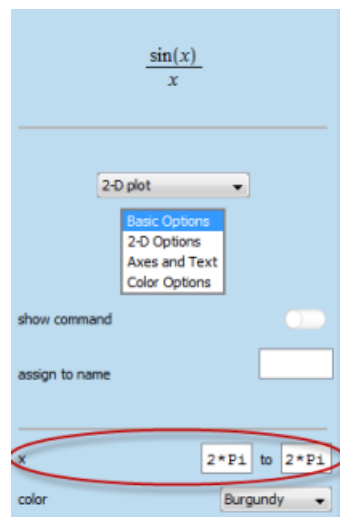 sin(x)
x
2-D plot
Basic Options
2-D Options
Axes and Text
Color Options
show command
assign to name
x 2*Pi to 2*Pi
color Burgundy